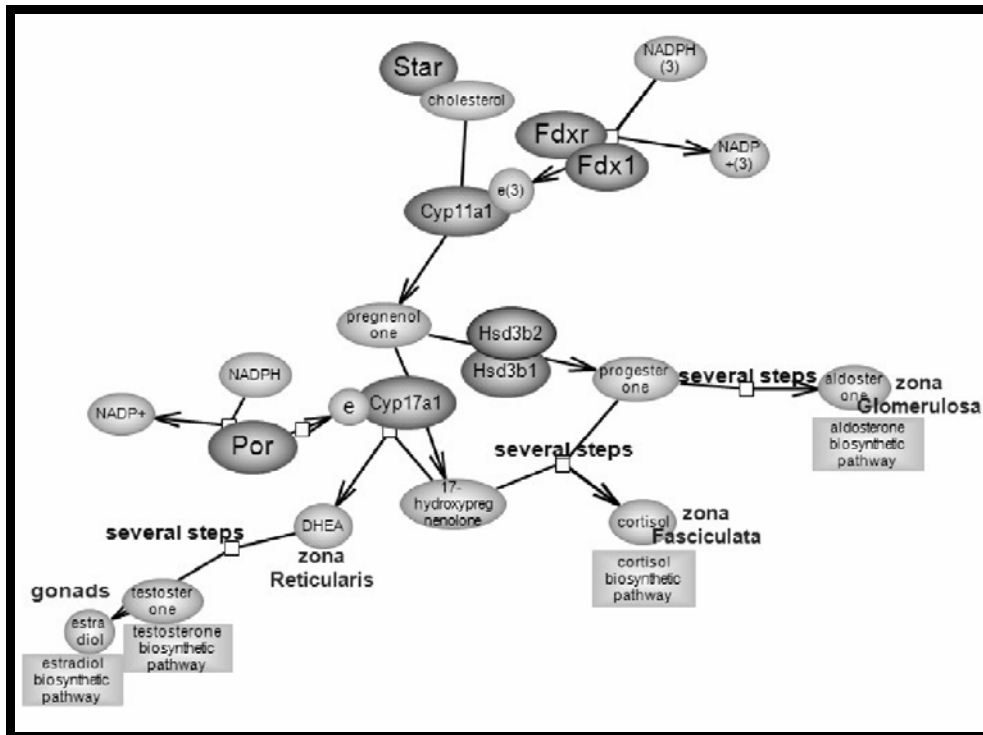 Star
cholesterol
NADPH
(3)
Fdxr
Fdx1
NADP
+(3)
e(3)
Cyp11a1
pregnenol
one
Hsd3b2
Hsd3b1
progester
one
several steps
aldoster
one
zona
Glomerulosa
aldosterone
biosynthetic
pathway
NADPH
NADP+
e
Cyp17a1
Por
several steps
17-
hydroxypreg
nenolone
cortisol
zona
Fasciculata
cortisol
biosynthetic
pathway
DHEA
zona
Reticularis
several steps
gonads
testoster
one
testosterone
biosynthetic
pathway
estra
diol
estradiol
biosynthetic
pathway